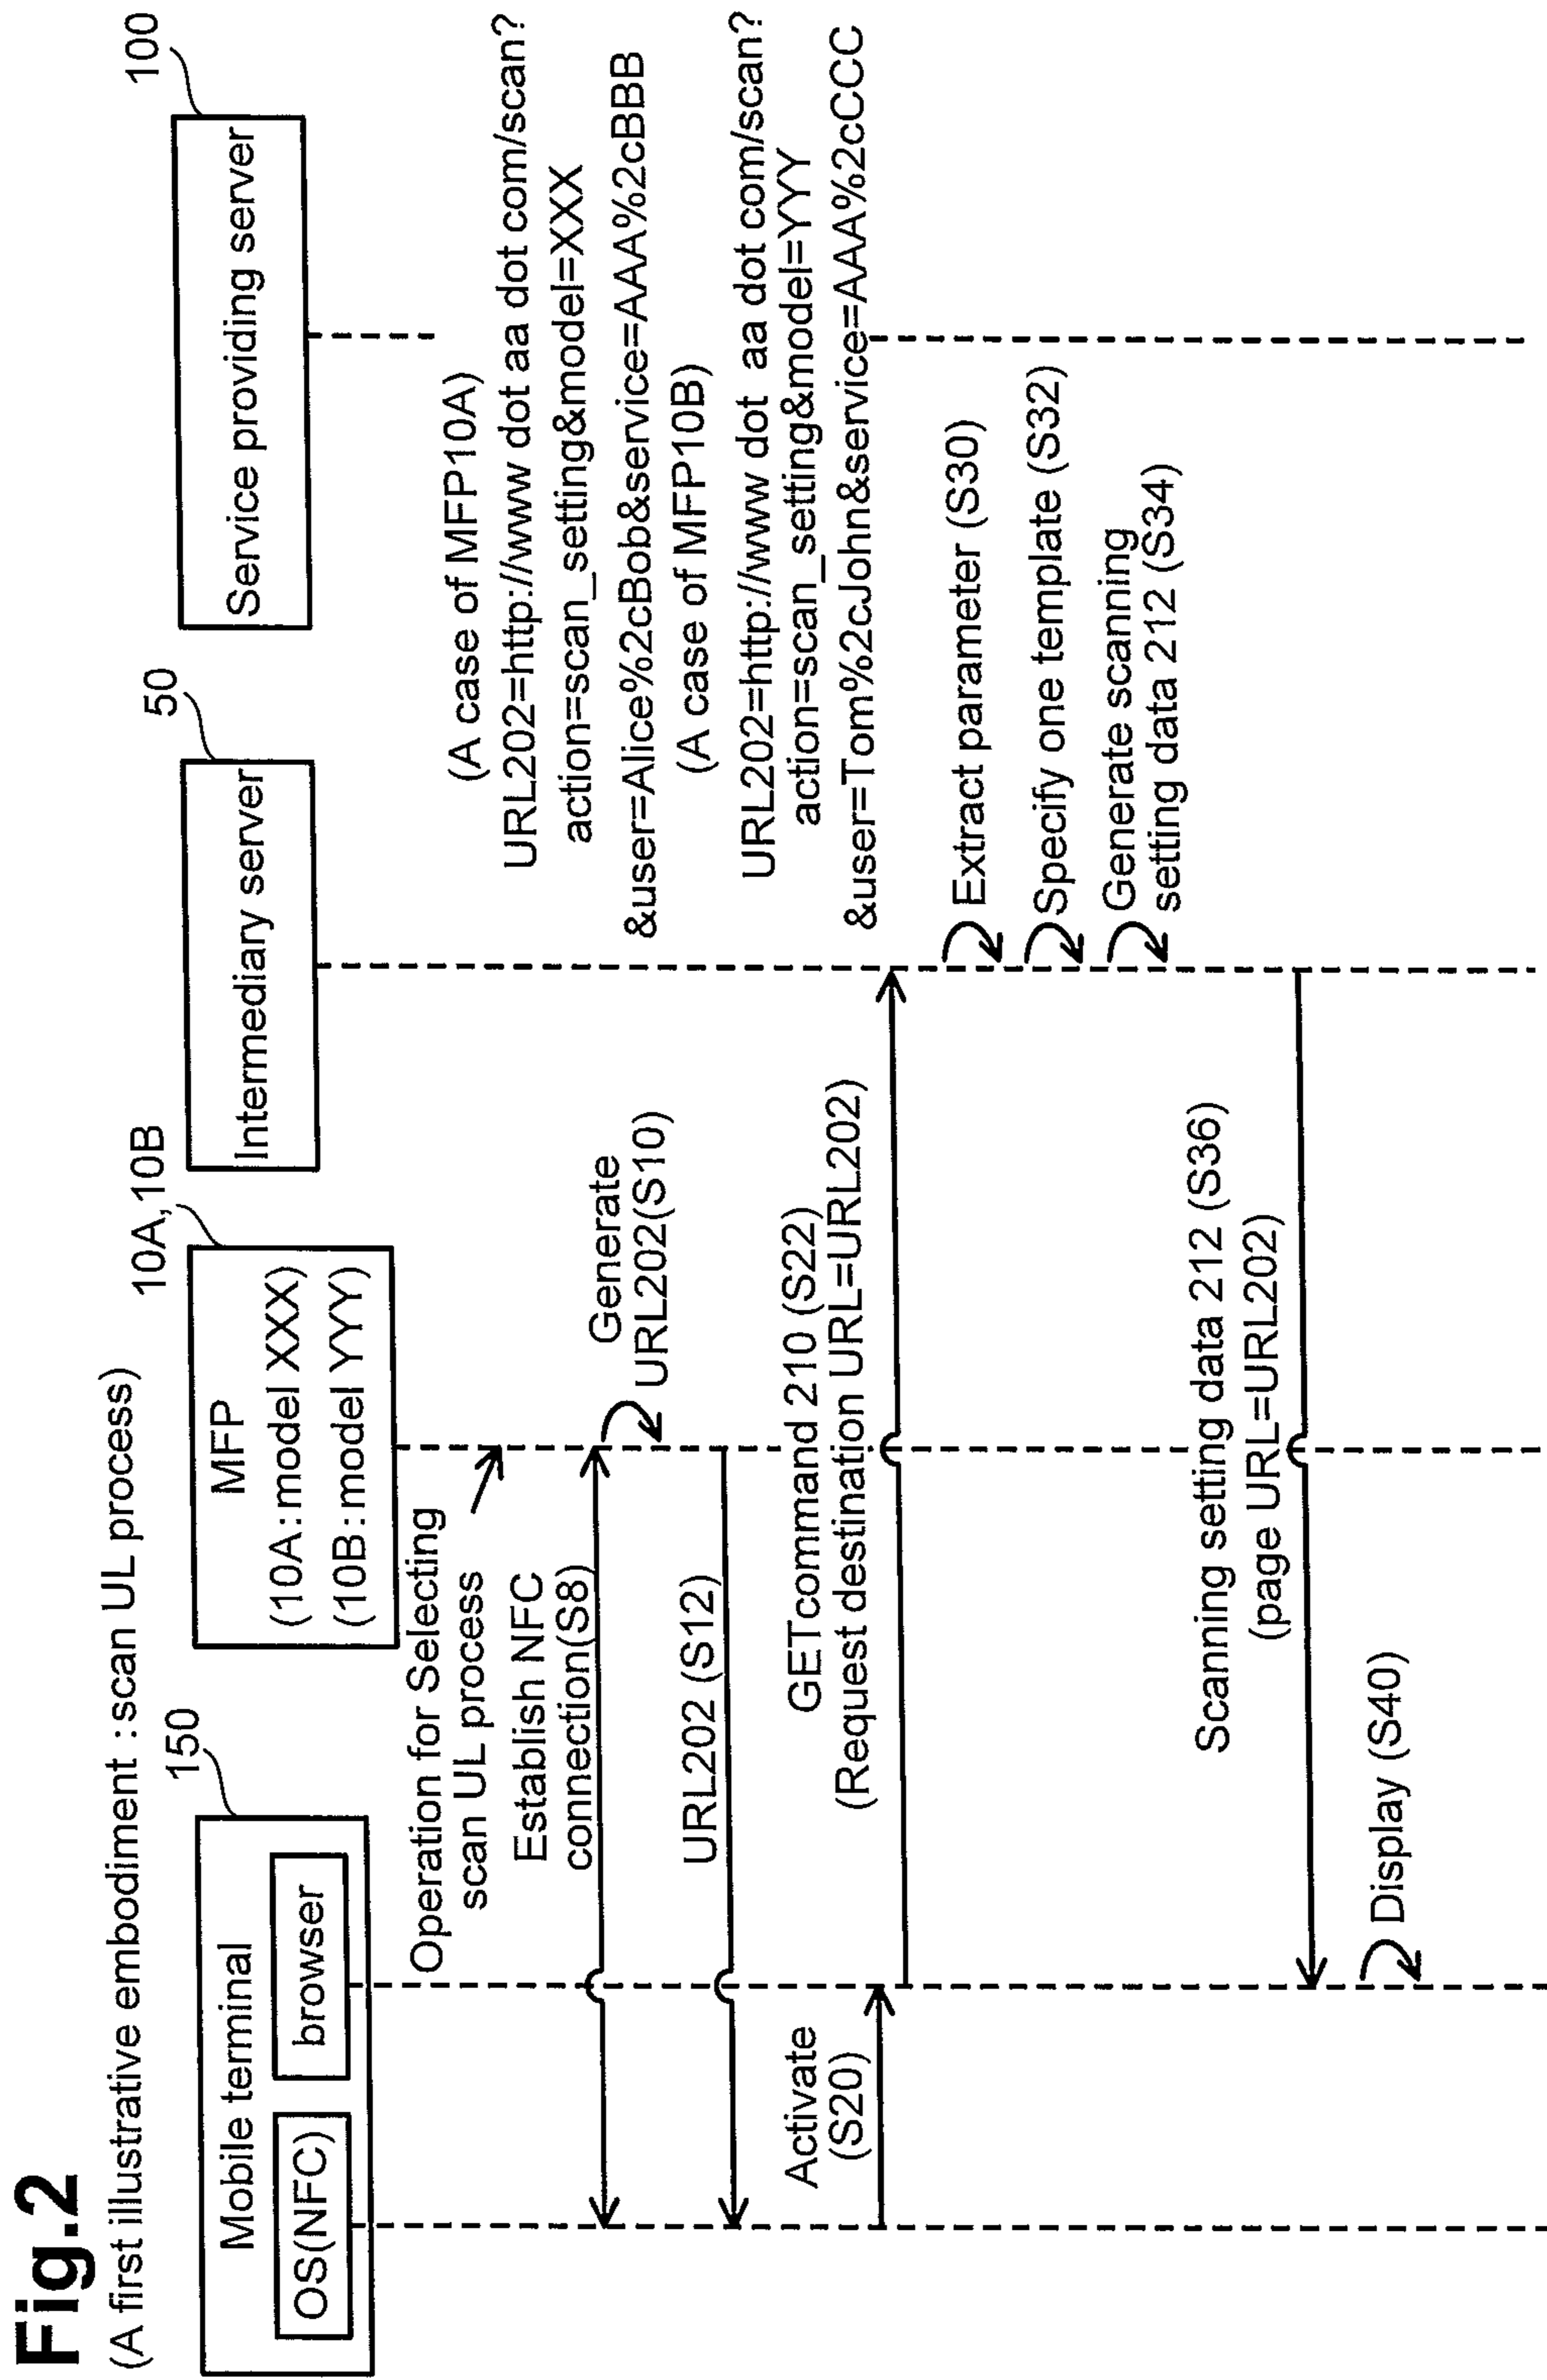 Fig.2
(A first illustrative embodiment :scan UL process)
150
Mobile terminal
OS(NFC)
browser
10A,10B
MFP
(10A:model XXX)
(10B:model YYY)
50
Intermediary server
100
Service providing server
Operation for Selecting
scan UL process
Establish NFC
connection(S8)
Generate
URL202(S10)
URL202 (S12)
(A case of MFP10A)
URL202=http://www dot aa dot com/scan?
action=scan_setting&model=XXX
&user=Alice%2cBob&service=AAA%2cBBB
(A case of MFP10B)
URL202=http://www dot aa dot com/scan?
action=scan_setting&model=YYY
&user=Tom%2cJohn&service=AAA%2cCCC
Activate
(S20)
GETcommand 210 (S22)
(Request destination URL=URL202)
Extract parameter (S30)
Specify one template (S32)
Generate scanning
setting data 212 (S34)
Scanning setting data 212 (S36)
(page URL=URL202)
Display (S40)